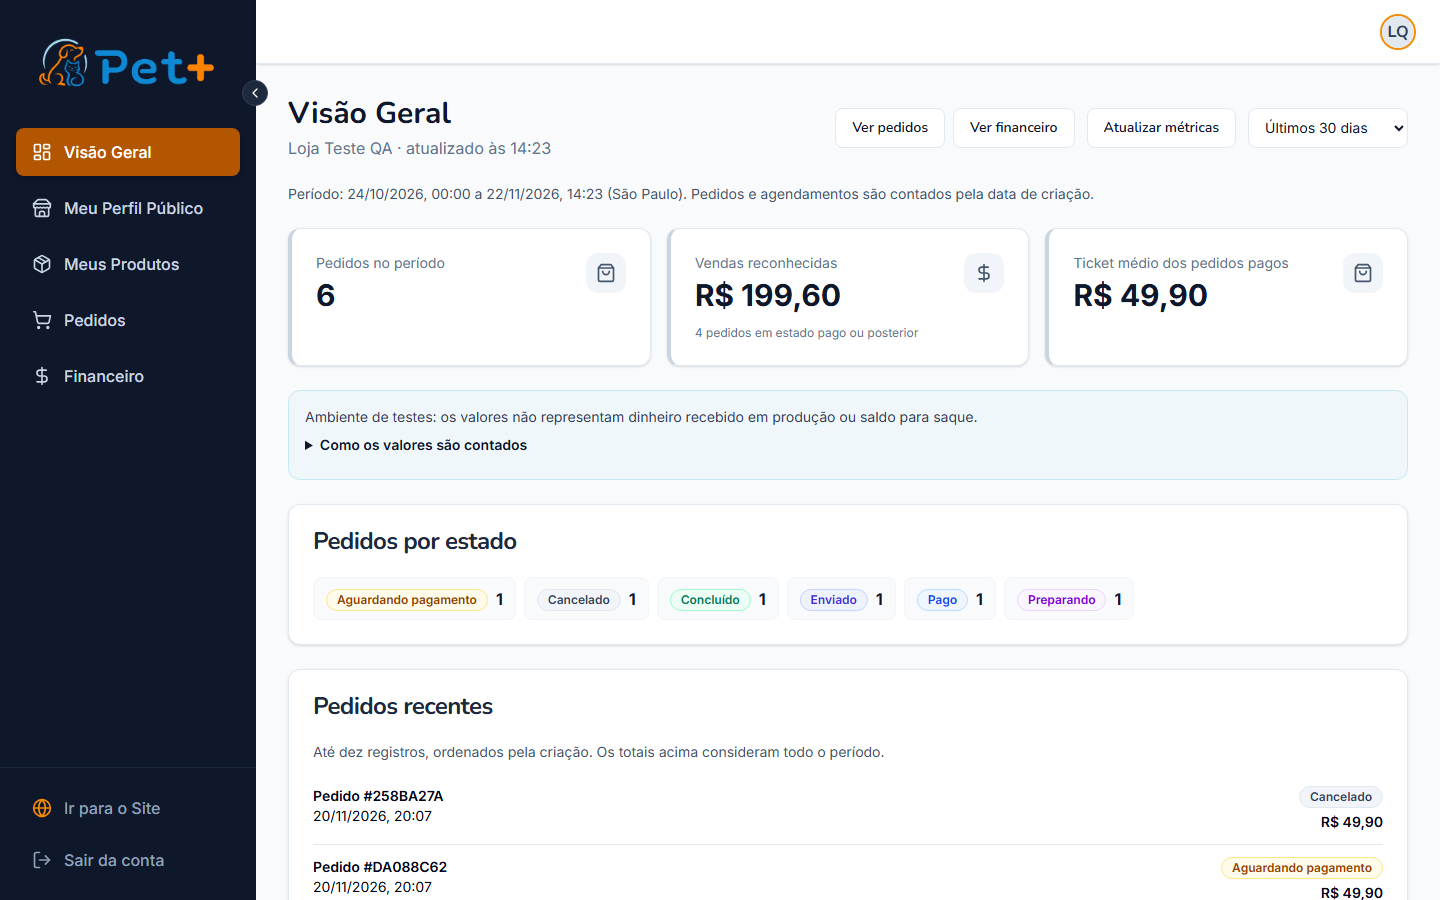 Pet+
Visão Geral
Meu Perfil Público
Meus Produtos
Pedidos
Financeiro
Ir para o Site
Sair da conta
LQ
Visão Geral
Loja Teste QA · atualizado às 14:23
Ver pedidos
Ver financeiro
Atualizar métricas
Últimos 30 dias
Período: 24/10/2026, 00:00 a 22/11/2026, 14:23 (São Paulo). Pedidos e agendamentos são contados pela data de criação.
Pedidos no período
6
Vendas reconhecidas
R$ 199,60
4 pedidos em estado pago ou posterior
Ticket médio dos pedidos pagos
R$ 49,90
Ambiente de testes: os valores não representam dinheiro recebido em produção ou saldo para saque.
Como os valores são contados
Pedidos por estado
Aguardando pagamento 1
Cancelado 1
Concluído 1
Enviado 1
Pago 1
Preparando 1
Pedidos recentes
Até dez registros, ordenados pela criação. Os totais acima consideram todo o período.
Pedido #258BA27A
20/11/2026, 20:07
Cancelado
R$ 49,90
Pedido #DA088C62
20/11/2026, 20:07
Aguardando pagamento
R$ 49,90